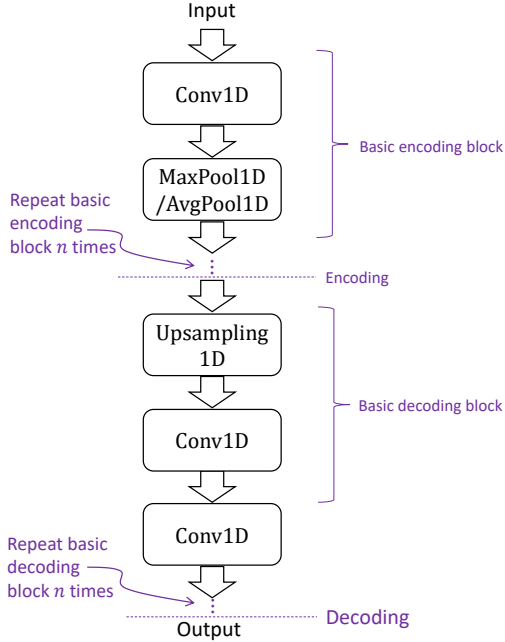 Input
Conv1D
Basic encoding block
MaxPool1D
/AvgPool1D
Repeat basic
encoding
block n times
Encoding
Upsampling
1D
Basic decoding block
Conv1D
Conv1D
Repeat basic
decoding
block n times
Decoding
Output